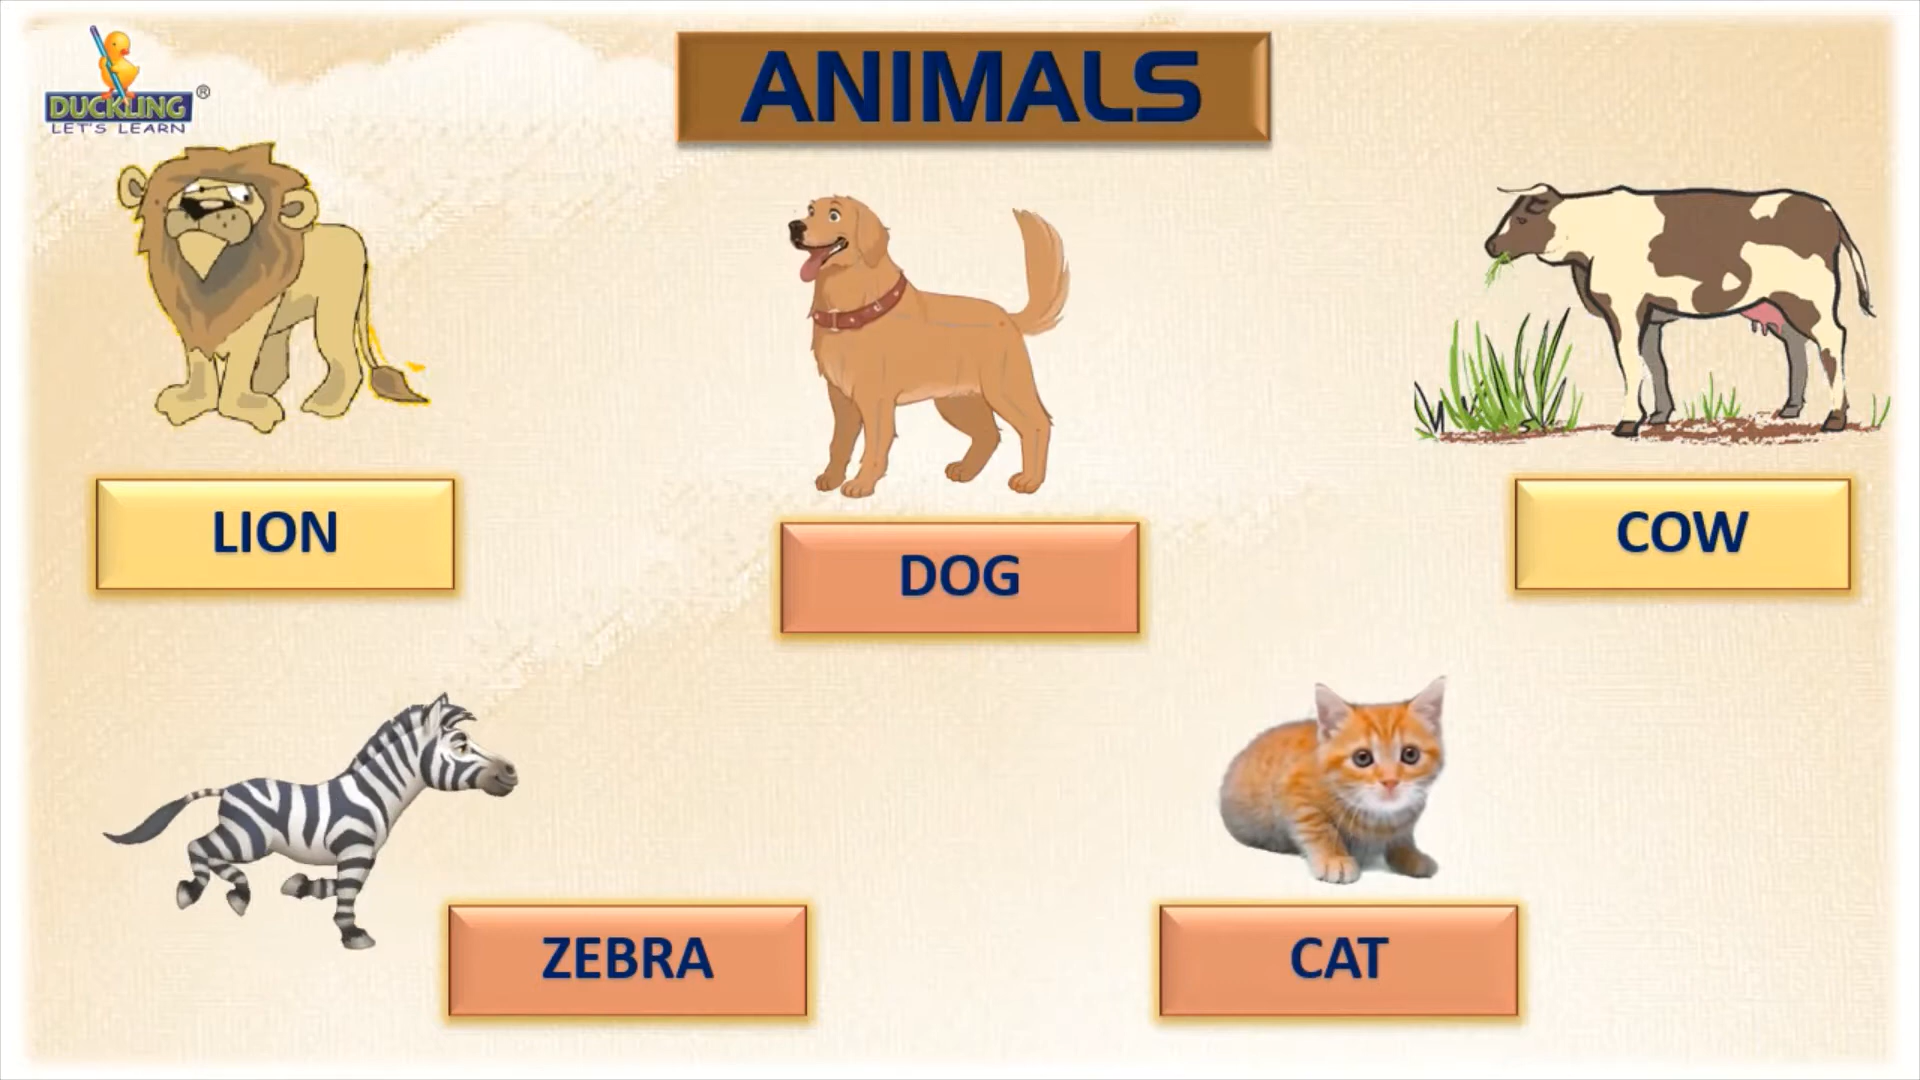 ANIMALS
DUCKLING ®
LET'S LEARN
LION
DOG
COW
ZEBRA
CAT